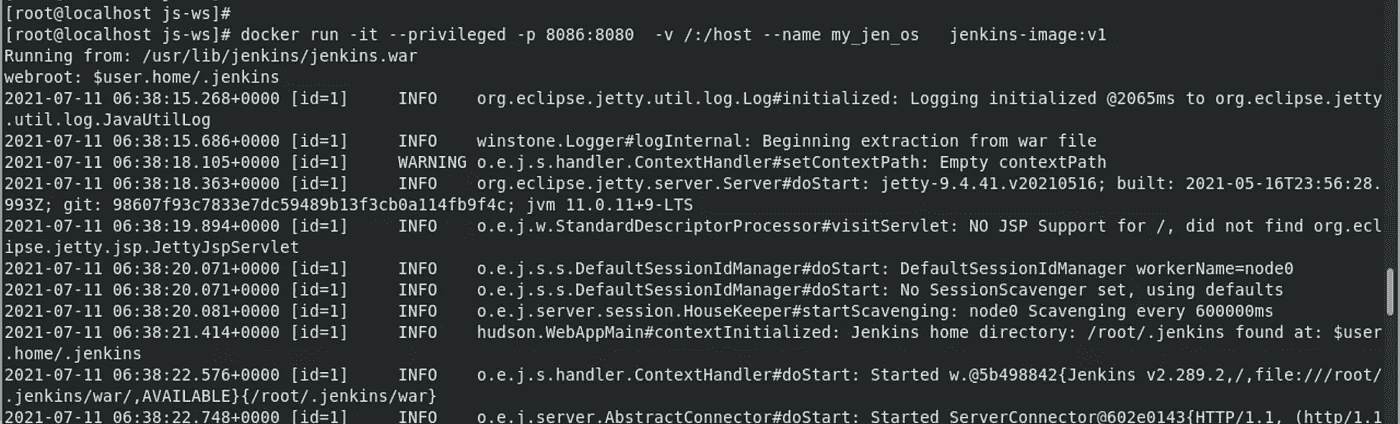 [root@localhost js-ws]#
[root@localhost js-ws]# docker run -it --privileged -p 8086:8080  -v /:/host --name my_jen_os   jenkins-image:v1
Running from: /usr/lib/jenkins/jenkins.war
webroot: $user.home/.jenkins
2021-07-11 06:38:15.268+0000 [id=1]     INFO    org.eclipse.jetty.util.log.Log#initialized: Logging initialized @2065ms to org.eclipse.jetty
.util.log.JavaUtilLog
2021-07-11 06:38:15.686+0000 [id=1]     INFO    winstone.Logger#logInternal: Beginning extraction from war file
2021-07-11 06:38:18.105+0000 [id=1]     WARNING o.e.j.s.handler.ContextHandler#setContextPath: Empty contextPath
2021-07-11 06:38:18.363+0000 [id=1]     INFO    org.eclipse.jetty.server.Server#doStart: jetty-9.4.41.v20210516; built: 2021-05-16T23:56:28.
993Z; git: 98607f93c7833e7dc59489b13f3cb0a114fb9f4c; jvm 11.0.11+9-LTS
2021-07-11 06:38:19.894+0000 [id=1]     INFO    o.e.j.w.StandardDescriptorProcessor#visitServlet: NO JSP Support for /, did not find org.ecl
ipse.jetty.jsp.JettyJspServlet
2021-07-11 06:38:20.071+0000 [id=1]     INFO    o.e.j.s.s.DefaultSessionIdManager#doStart: DefaultSessionIdManager workerName=node0
2021-07-11 06:38:20.071+0000 [id=1]     INFO    o.e.j.s.s.DefaultSessionIdManager#doStart: No SessionScavenger set, using defaults
2021-07-11 06:38:20.081+0000 [id=1]     INFO    o.e.j.server.session.HouseKeeper#startScavenging: node0 Scavenging every 600000ms
2021-07-11 06:38:21.414+0000 [id=1]     INFO    hudson.WebAppMain#contextInitialized: Jenkins home directory: /root/.jenkins found at: $user
.home/.jenkins
2021-07-11 06:38:22.576+0000 [id=1]     INFO    o.e.j.s.handler.ContextHandler#doStart: Started w.@5b498842{Jenkins v2.289.2,/,file:///root/
.jenkins/war/,AVAILABLE}{/root/.jenkins/war}
2021-07-11 06:38:22.748+0000 [id=1]     INFO    o.e.j.server.AbstractConnector#doStart: Started ServerConnector@602e0143{HTTP/1.1, (http/1.1